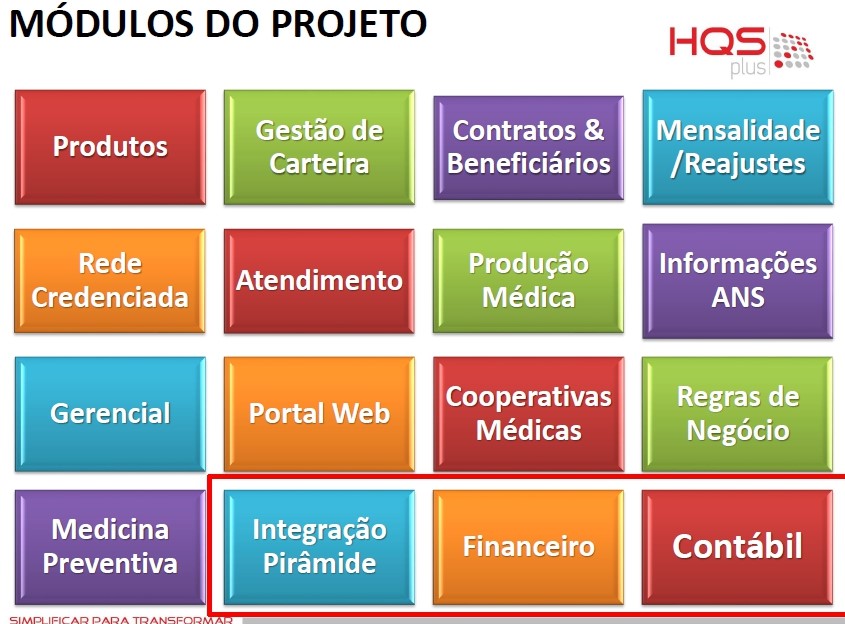 MÓDULOS DO PROJETO
HQS
plus
Produtos
Gestão de
Carteira
Contratos &
Beneficiários
Mensalidade
/Reajustes
Rede
Credenciada
Atendimento
Produção
Médica
Informações
ANS
Gerencial
Portal Web
Cooperativas
Médicas
Regras de
Negócio
Medicina
Preventiva
Integração
Pirâmide
Financeiro
Contábil
SIMPLIFICAR PARA TRANSFORMAR